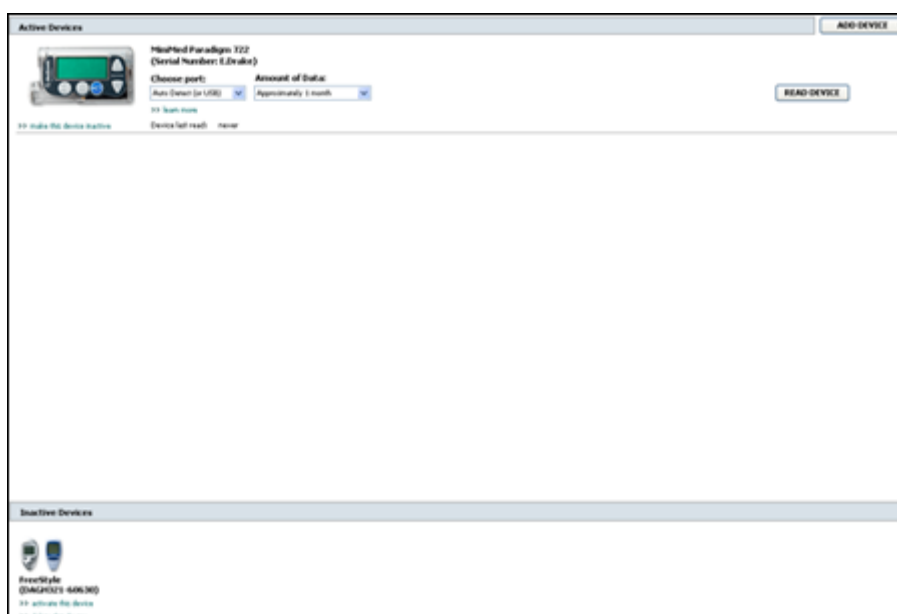 Active Devices
ADD DEVICE
MiniMed Paradigm 722
(Serial Number: E.Drake)
Choose port: Amount of Data:
Auto Detect (or USB) Approximately 1 month
READ DEVICE
>> learn more
>> make this device inactive
Device last read: never
Inactive Devices
FreeStyle
>> activate this device